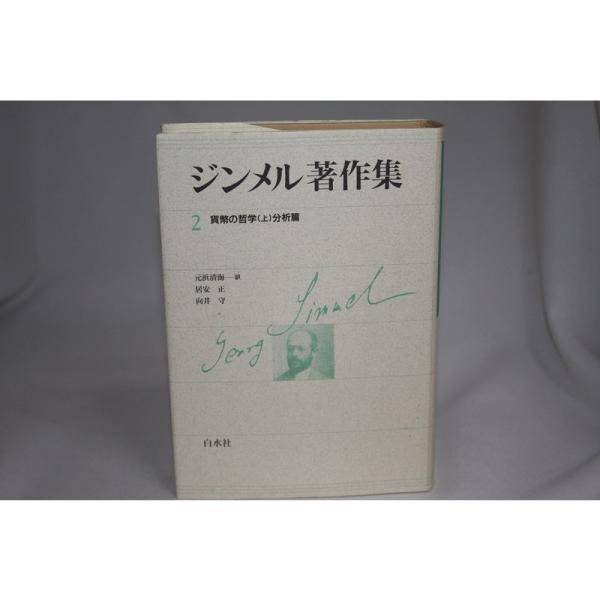 ジンメル著作集
2 貨幣の哲学(上)分析篇
元浜清海―訳
居安 正
向井 守
Georg Simmel
白水社